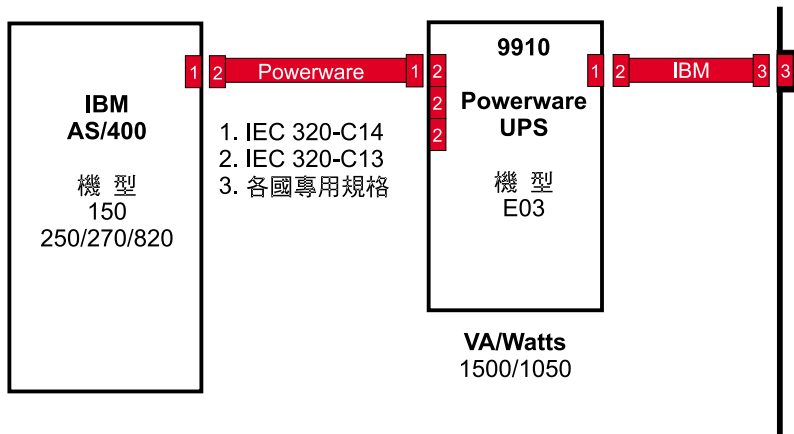 IBM
AS/400
機 型
150
250/270/820
1
2 Powerware 1
1. IEC 320-C14
2. IEC 320-C13
3. 各國專用規格
9910
Powerware
UPS
機 型
E03
2
2
2
1
VA/Watts
1500/1050
2 IBM 3
3